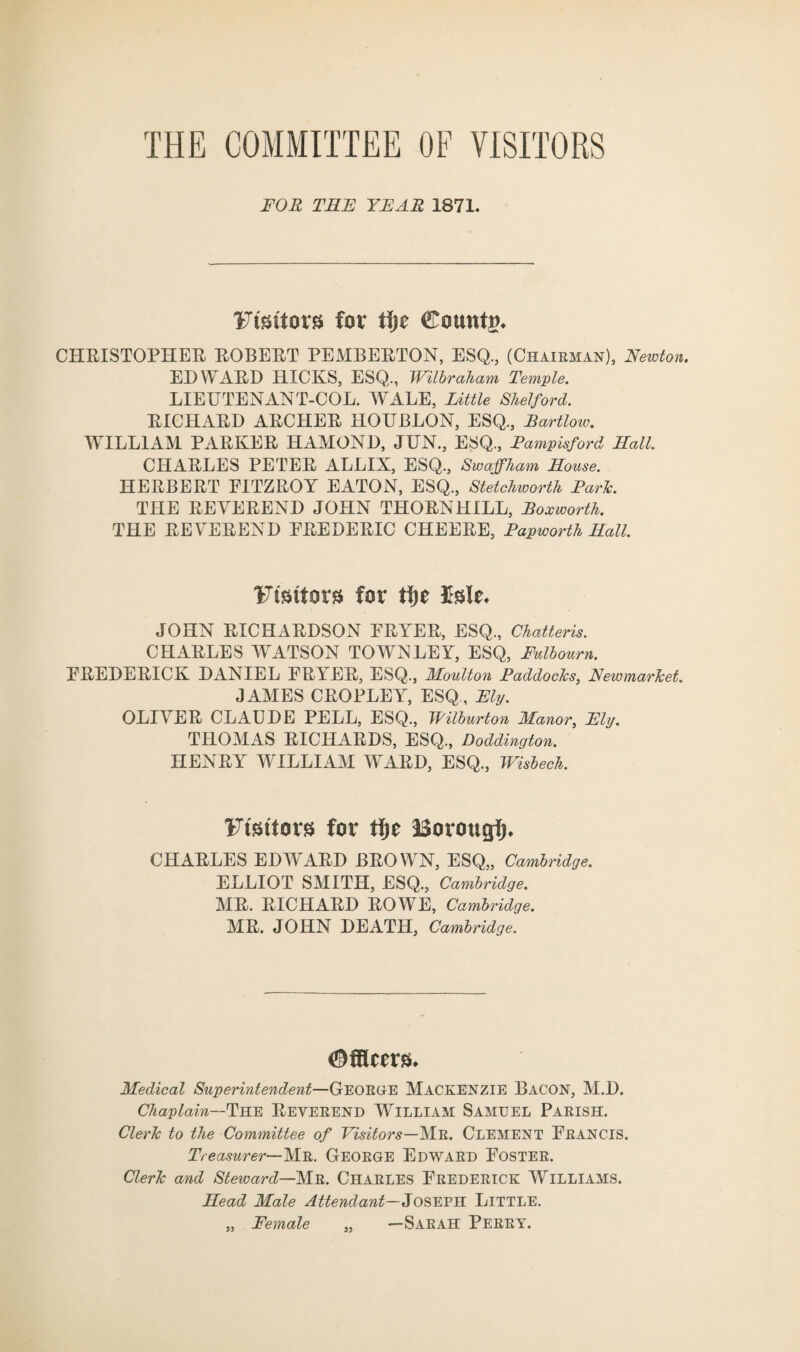 THE COMMITTEE OF VISITORS
FOR THE YEAR 1871.
Visitors for the County.
CHRISTOPHER ROBERT PEMBERTON, ESQ., (CHAIRMAN), Newton.
EDWARD HICKS, ESQ., Wilbraham Temple.
LIEUTENANT-COL. WALE, Little Shelford.
RICHARD ARCHER HOUBLON, ESQ., Bartlow.
WILLIAM PARKER HAMOND, JUN., ESQ., Pampisford Hall.
CHARLES PETER ALLIX, ESQ., Swaffham House.
HERBERT FITZROY EATON, ESQ., Stetchworth Park.
THE REVEREND JOHN THORNHILL, Boxworth.
THE REVEREND FREDERIC CHEERE, Papworth Hall.
Visitors for the Isle.
JOHN RICHARDSON FRYER, ESQ., Chatteris.
CHARLES WATSON TOWNLEY, ESQ, Fulbourn.
FREDERICK DANIEL FRYER, ESQ., Moulton Paddocks, Newmarket.
JAMES CROPLEY, ESQ., Ely.
OLIVER CLAUDE PELL, ESQ., Wilburton Manor, Ely.
THOMAS RICHARDS, ESQ., Doddington.
HENRY WILLIAM WARD, ESQ., Wisbech.
Visitors for the Borough.
CHARLES EDWARD BROWN, ESQ,, Cambridge.
ELLIOT SMITH, ESQ., Cambridge.
MR. RICHARD ROWE, Cambridge.
MR. JOHN DEATH, Cambridge.
Officers.
Medical Superintendent—GEORGE MACKENZIE BACON, M.D.
Chaplain—THE REVEREND WILLIAM SAMUEL PARISH.
Clerk to the Committee of Visitors—MR. CLEMENT FRANCIS.
Treasurer—MR. GEORGE EDWARD FOSTER.
Clerk and Steward—MR. CHARLES FREDERICK WILLIAMS.
Head Male Attendant—JOSEPH LITTLE.
„ Female „ —SARAH PERRY.